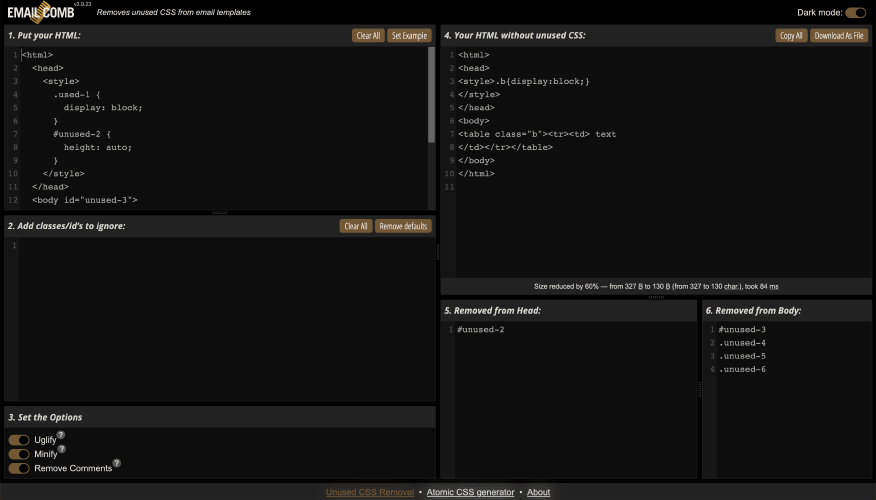 EMAIL COMB v3.9.23 Removes unused CSS from email templates Dark mode:
1. Put your HTML: Clear All Set Example
1 <html>
2 <head>
3 <style>
4 .used-1 {
5 display: block;
6 }
7 #unused-2 {
8 height: auto;
9 }
10 </style>
11 </head>
12 <body id="unused-3">
2. Add classes/id's to ignore: Clear All Remove defaults
1
3. Set the Options
Uglify ?
Minify ?
Remove Comments ?
4. Your HTML without unused CSS: Copy All Download As File
1 <html>
2 <head>
3 <style>.b{display:block;}
4 </style>
5 </head>
6 <body>
7 <table class="b"><tr><td> text
8 </td></tr></table>
9 </body>
10 </html>
11
Size reduced by 60% — from 327 B to 130 B (from 327 to 130 char.), took 84 ms
5. Removed from Head:
1 #unused-2
6. Removed from Body:
1 #unused-3
2 .unused-4
3 .unused-5
4 .unused-6
Unused CSS Removal • Atomic CSS generator • About